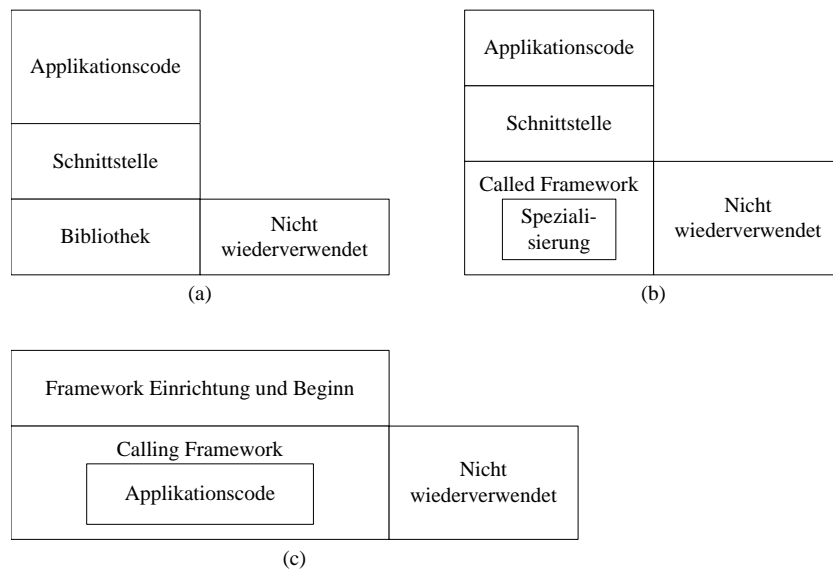 Applikationscode
Schnittstelle
Bibliothek
Nicht
wiederverwendet
(a)
Applikationscode
Schnittstelle
Called Framework
Speziali-
sierung
Nicht
wiederverwendet
(b)
Framework Einrichtung und Beginn
Calling Framework
Applikationscode
Nicht
wiederverwendet
(c)